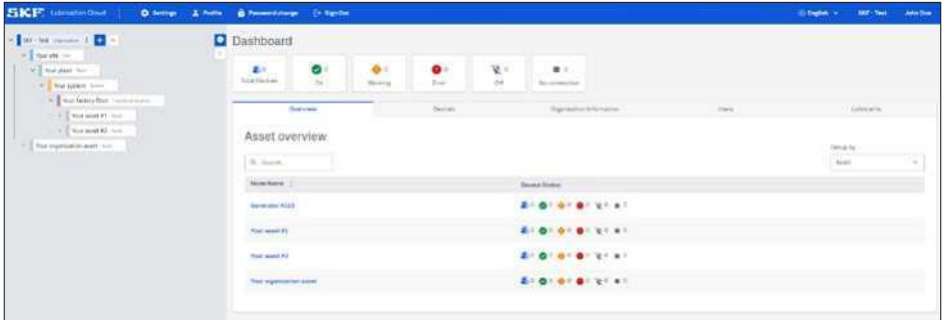 SKF Lubrication Cloud Settings Profile Password change Sign Out English SKF - Test John Doe
SKF - Test
Your site
Your plant
Your system
Your factory floor
Your asset #1
Your asset #2
Your organization asset
Dashboard
Total Devices
On
Warning
Error
Off
No connection
Overview Devices Organization Information Users Lubricants
Asset overview
Group by
Search...
Asset
Node Name Device Status
Generator #123
Your asset #1
Your asset #2
Your organization asset